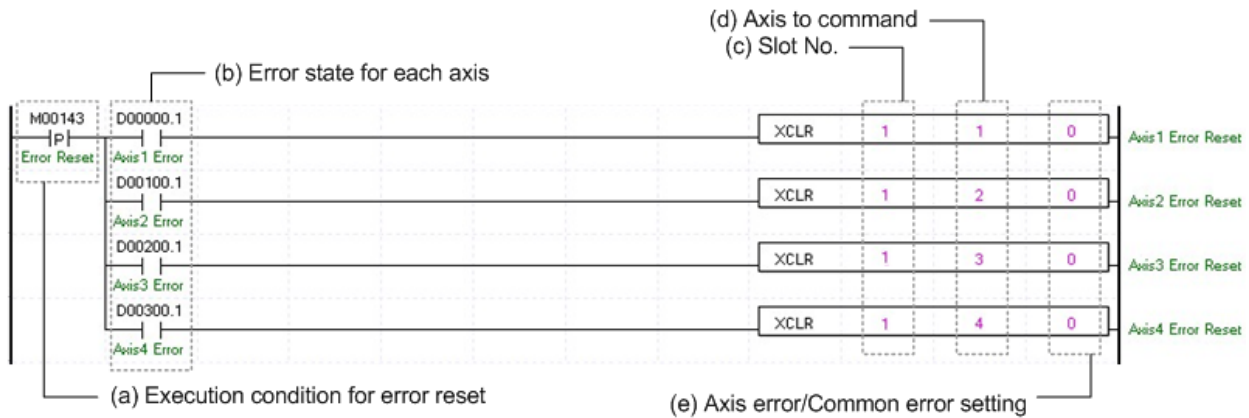 (d) Axis to command
(c) Slot No.
(b) Error state for each axis
M00143 D00000.1
P XCLR 1 1 0 Axis1 Error Reset
Error Reset Axis1 Error
D00100.1
XCLR 1 2 0 Axis2 Error Reset
Axis2 Error
D00200.1
XCLR 1 3 0 Axis3 Error Reset
Axis3 Error
D00300.1
XCLR 1 4 0 Axis4 Error Reset
Axis4 Error
(a) Execution condition for error reset
(e) Axis error/Common error setting